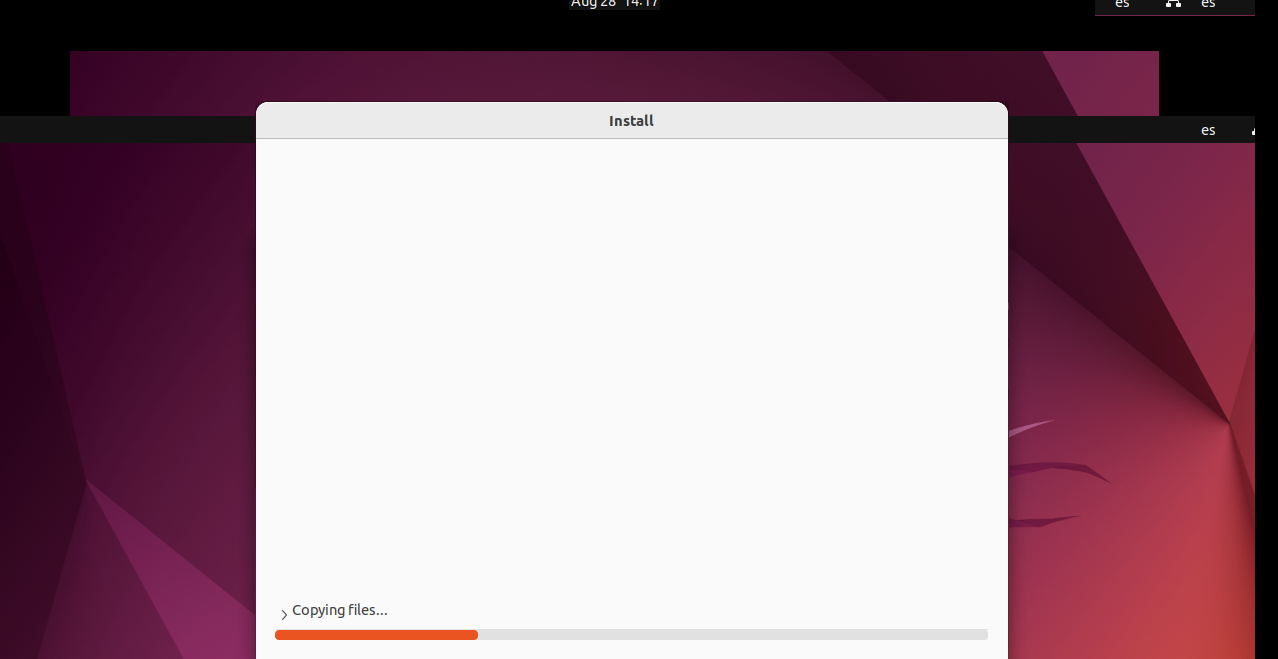 Aug 28 14:17
es
es
Install
es
Copying files...